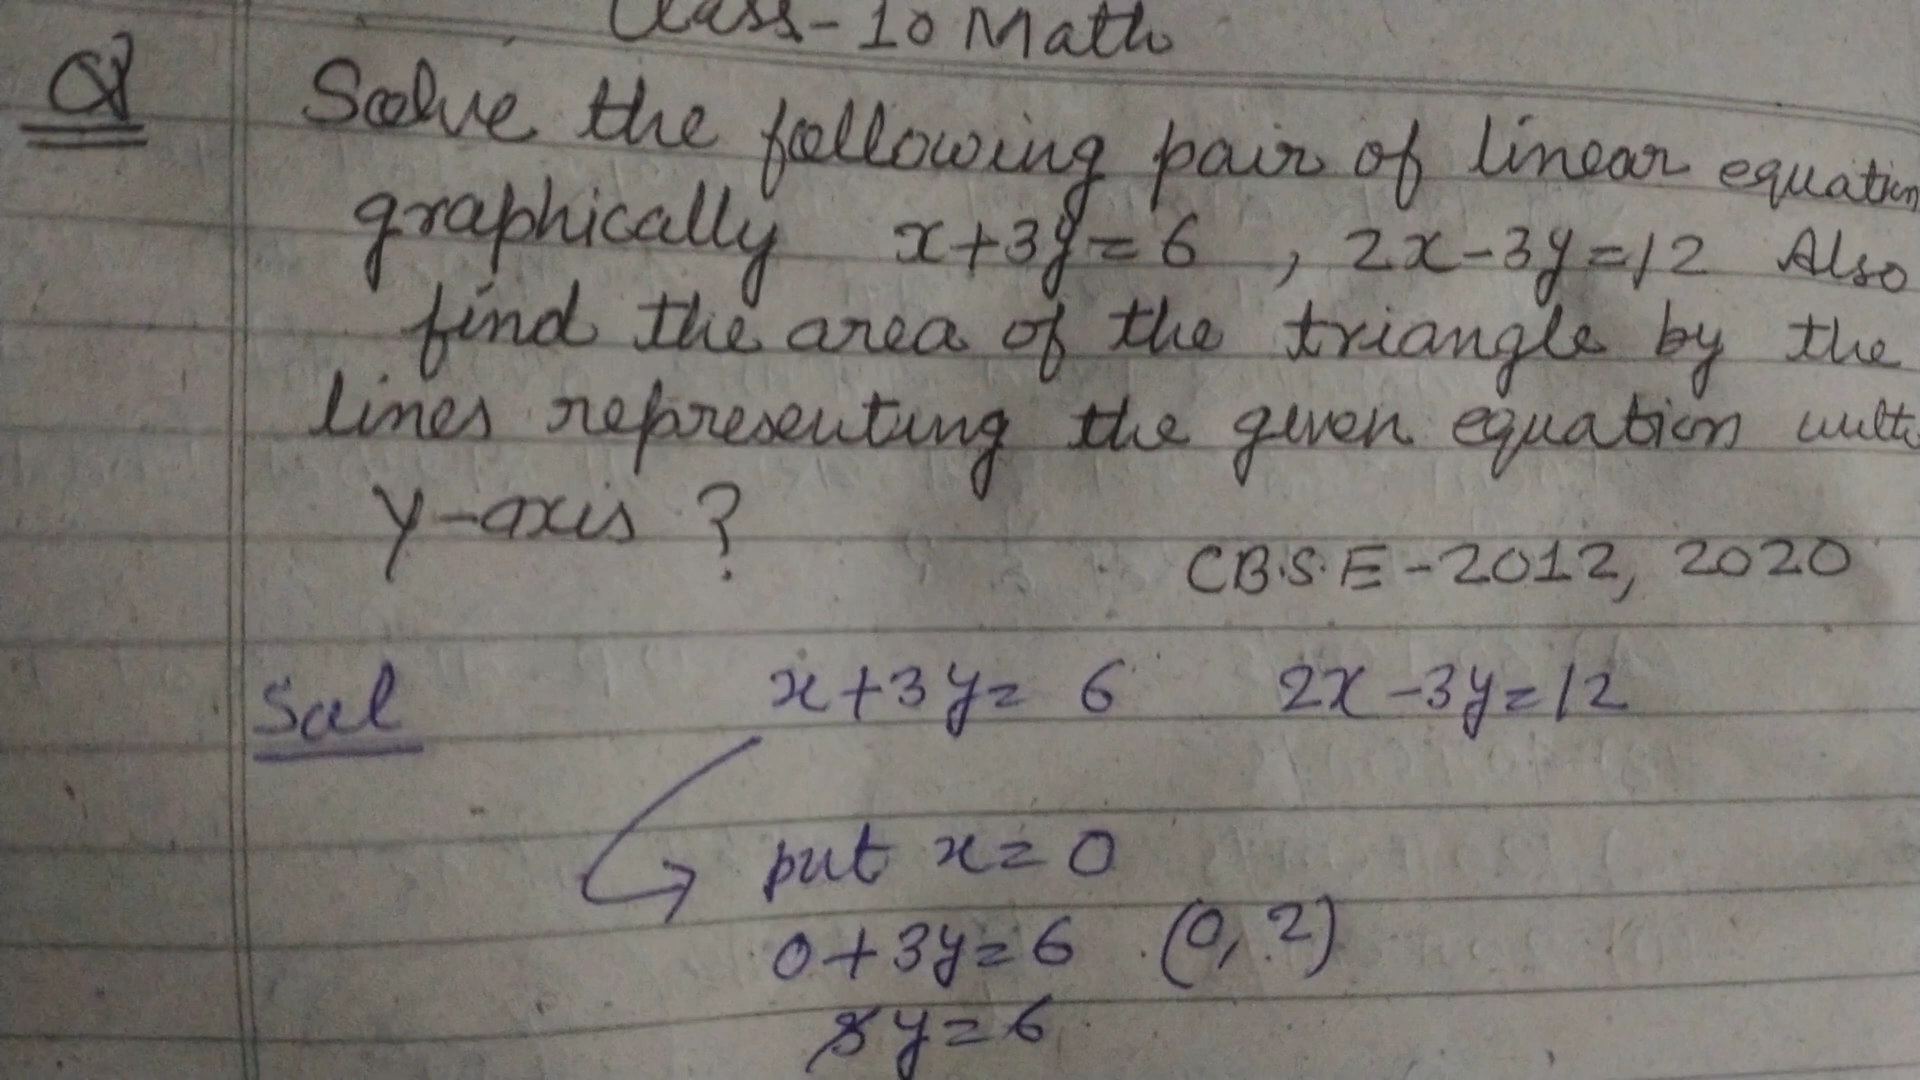 Class-10 Math
Q Solve the following pair of linear equation
graphically x+3y=6 , 2x-3y=12 Also
find the area of the triangle by the
lines representing the given equation with
y-axis ?
C.B.S.E-2012, 2020
Sol x+3y=6 2x-3y=12
put x=0
0+3y=6 (0,2)
3y=6